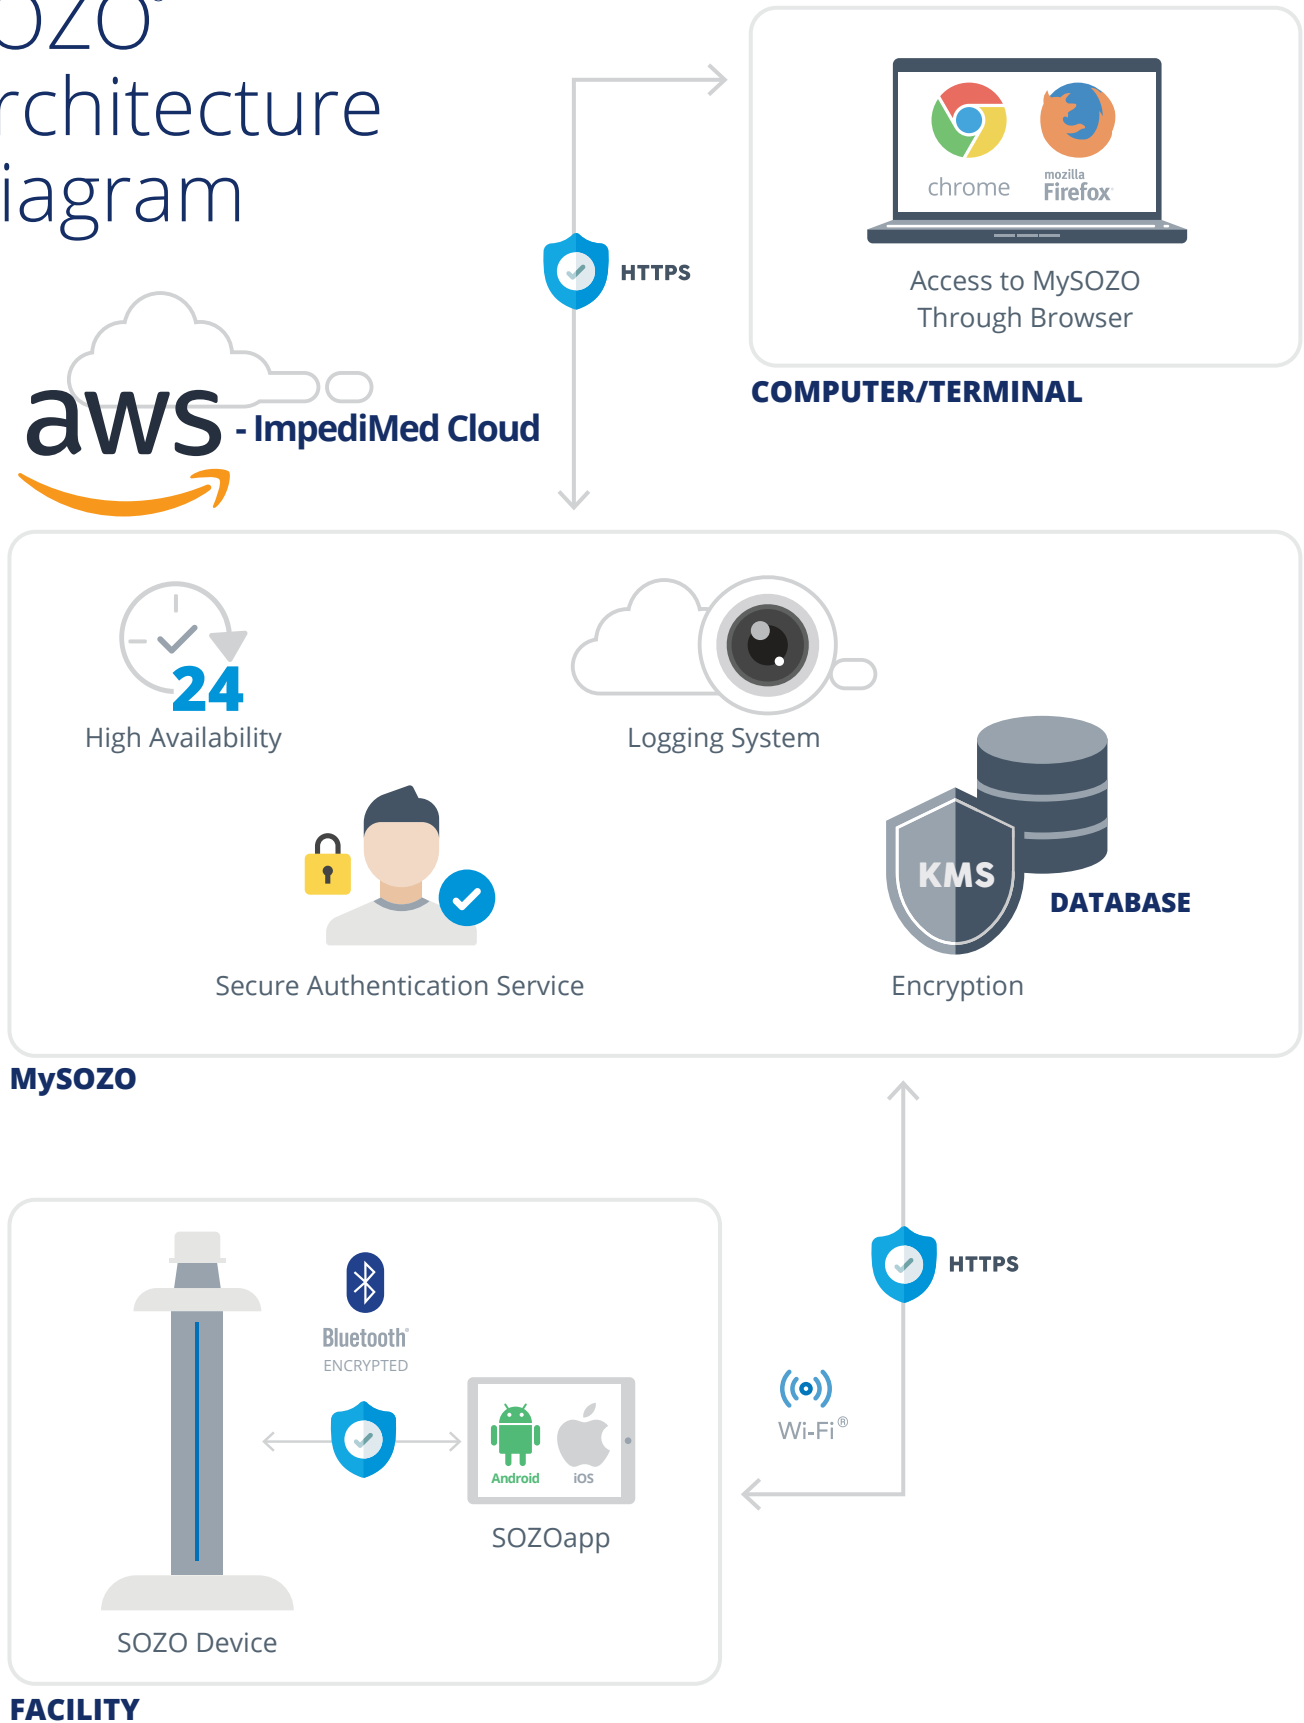 OZO®
rchitecture
iagram
chrome
mozilla
Firefox
HTTPS
Access to MySOZO
Through Browser
COMPUTER/TERMINAL
aws - ImpediMed Cloud
24
High Availability
Logging System
KMS
DATABASE
Secure Authentication Service
Encryption
MySOZO
HTTPS
Bluetooth®
ENCRYPTED
Wi-Fi®
Android
iOS
SOZOapp
SOZO Device
FACILITY